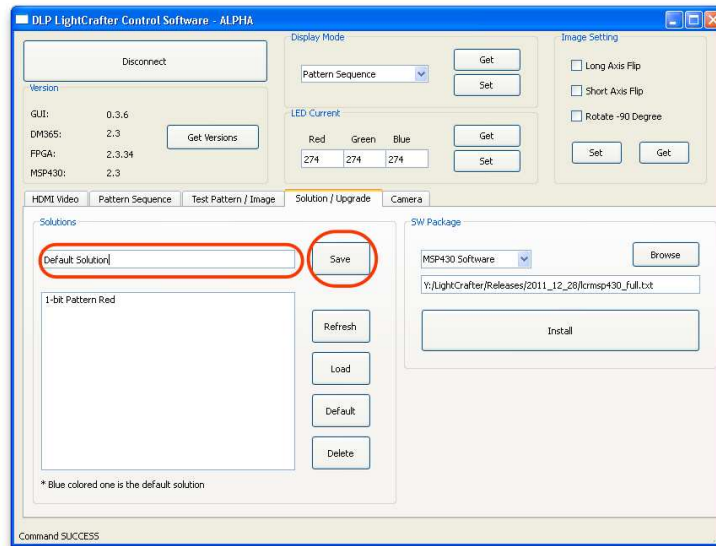 DLP LightCrafter Control Software - ALPHA
Disconnect
Version
GUI: 0.3.6
DM365: 2.3
FPGA: 2.3.34
MSP430: 2.3
Get Versions
Display Mode
Pattern Sequence
Get
Set
LED Current
Red Green Blue
274 274 274
Get
Set
Image Setting
Long Axis Flip
Short Axis Flip
Rotate -90 Degree
Set Get
HDMI Video Pattern Sequence Test Pattern / Image Solution / Upgrade Camera
Solutions
Default Solution
Save
1-bit Pattern Red
Refresh
Load
Default
Delete
* Blue colored one is the default solution
SW Package
MSP430 Software
Browse
Y:/LightCrafter/Releases/2011_12_28/lcrmsp430_full.txt
Install
Command SUCCESS